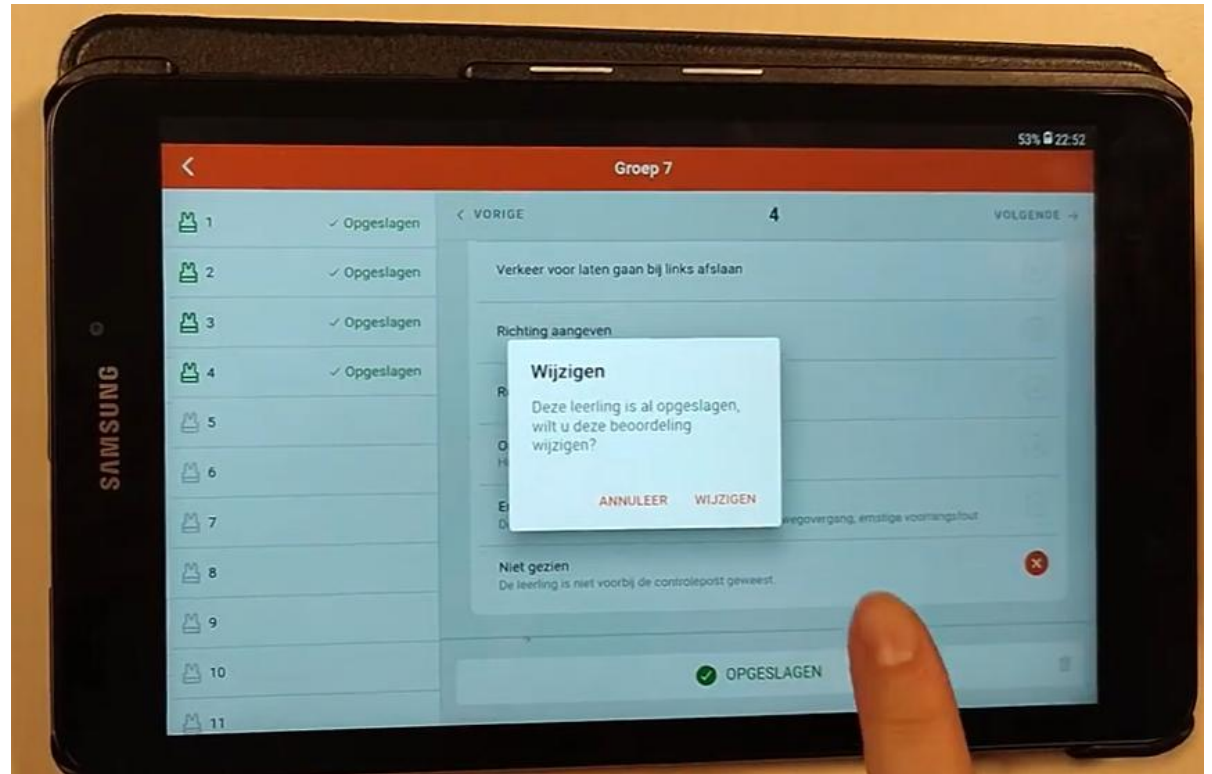 53% 22:52
Groep 7
1 ✓ Opgeslagen
2 ✓ Opgeslagen
3 ✓ Opgeslagen
4 ✓ Opgeslagen
5
6
7
8
9
10
11
VORIGE
4
VOLGENDE
Verkeer voor laten gaan bij links afslaan
Richting aangeven
Wijzigen
Deze leerling is al opgeslagen,
wilt u deze beoordeling
wijzigen?
ANNULEER WIJZIGEN
wegovergang, ernstige voorrangsfout
Niet gezien
De leerling is niet voorbij de controlepost geweest.
OPGESLAGEN
SAMSUNG